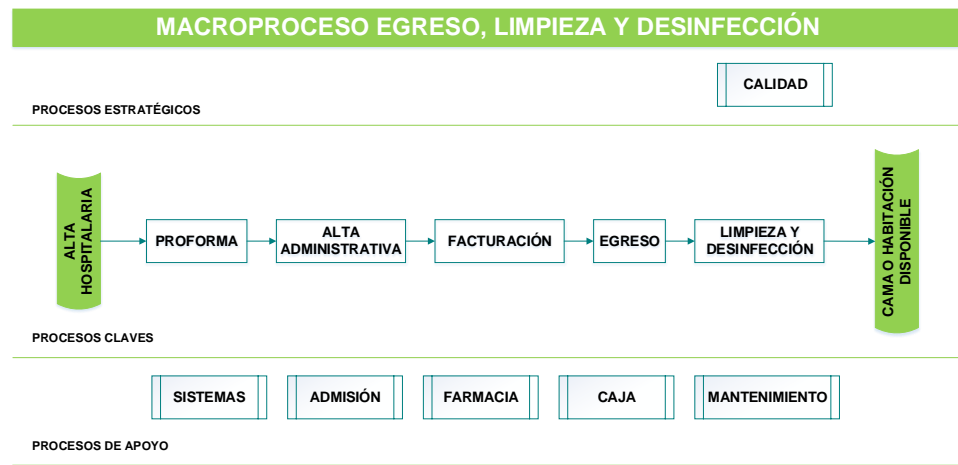 MACROPROCESO EGRESO, LIMPIEZA Y DESINFECCIÓN
CALIDAD
PROCESOS ESTRATÉGICOS
ALTA
HOSPITALARIA
PROFORMA
ALTA
ADMINISTRATIVA
FACTURACIÓN
EGRESO
LIMPIEZA Y
DESINFECCIÓN
CAMA O HABITACIÓN
DISPONIBLE
PROCESOS CLAVES
SISTEMAS
ADMISIÓN
FARMACIA
CAJA
MANTENIMIENTO
PROCESOS DE APOYO